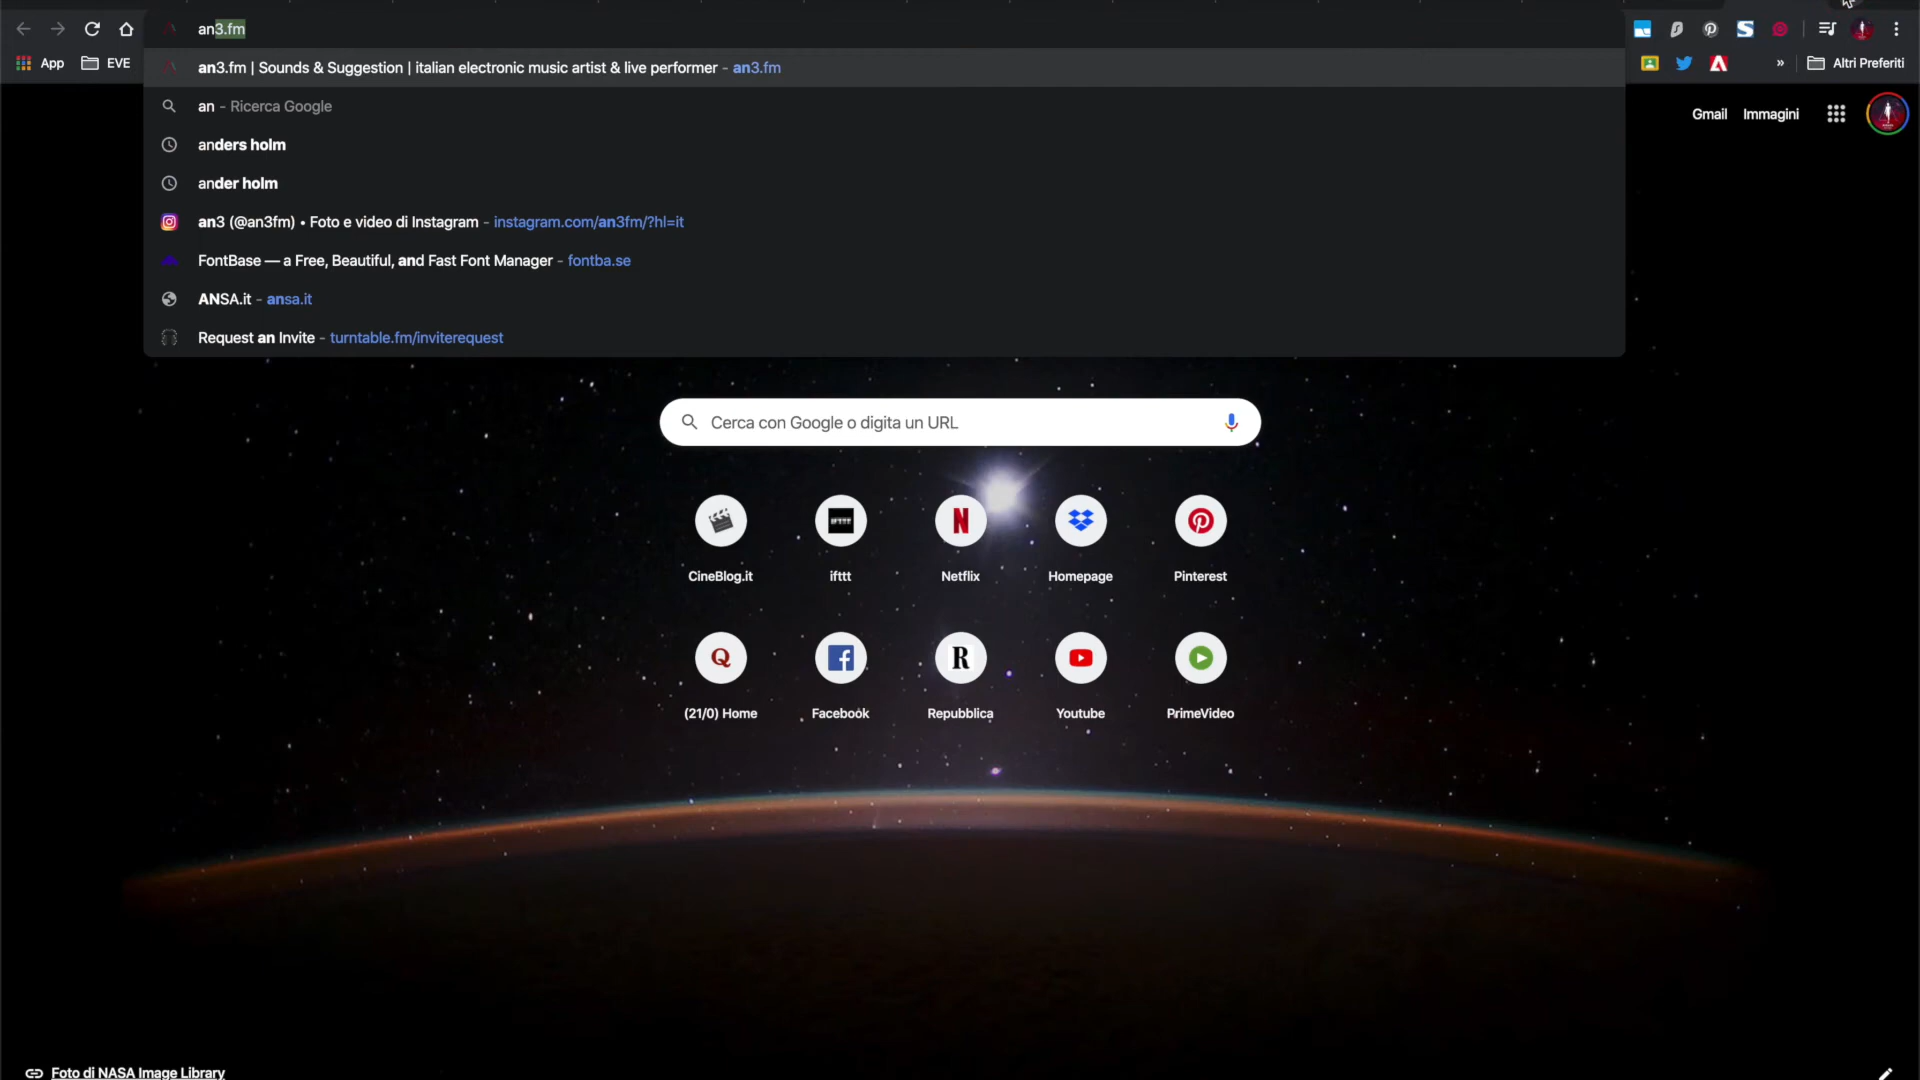 an3.fm
App
EVE
an3.fm | Sounds & Suggestion | italian electronic music artist & live performer - an3.fm
an - Ricerca Google
anders holm
ander holm
an3 (@an3fm) • Foto e video di Instagram - instagram.com/an3fm/?hl=it
FontBase — a Free, Beautiful, and Fast Font Manager - fontba.se
ANSA.it - ansa.it
Request an Invite - turntable.fm/inviterequest
» Altri Preferiti
Gmail Immagini
Cerca con Google o digita un URL
IFTTT
N
CineBlog.it ifttt Netflix Homepage Pinterest
Q
R
(21/0) Home Facebook Repubblica Youtube PrimeVideo
Foto di NASA Image Library